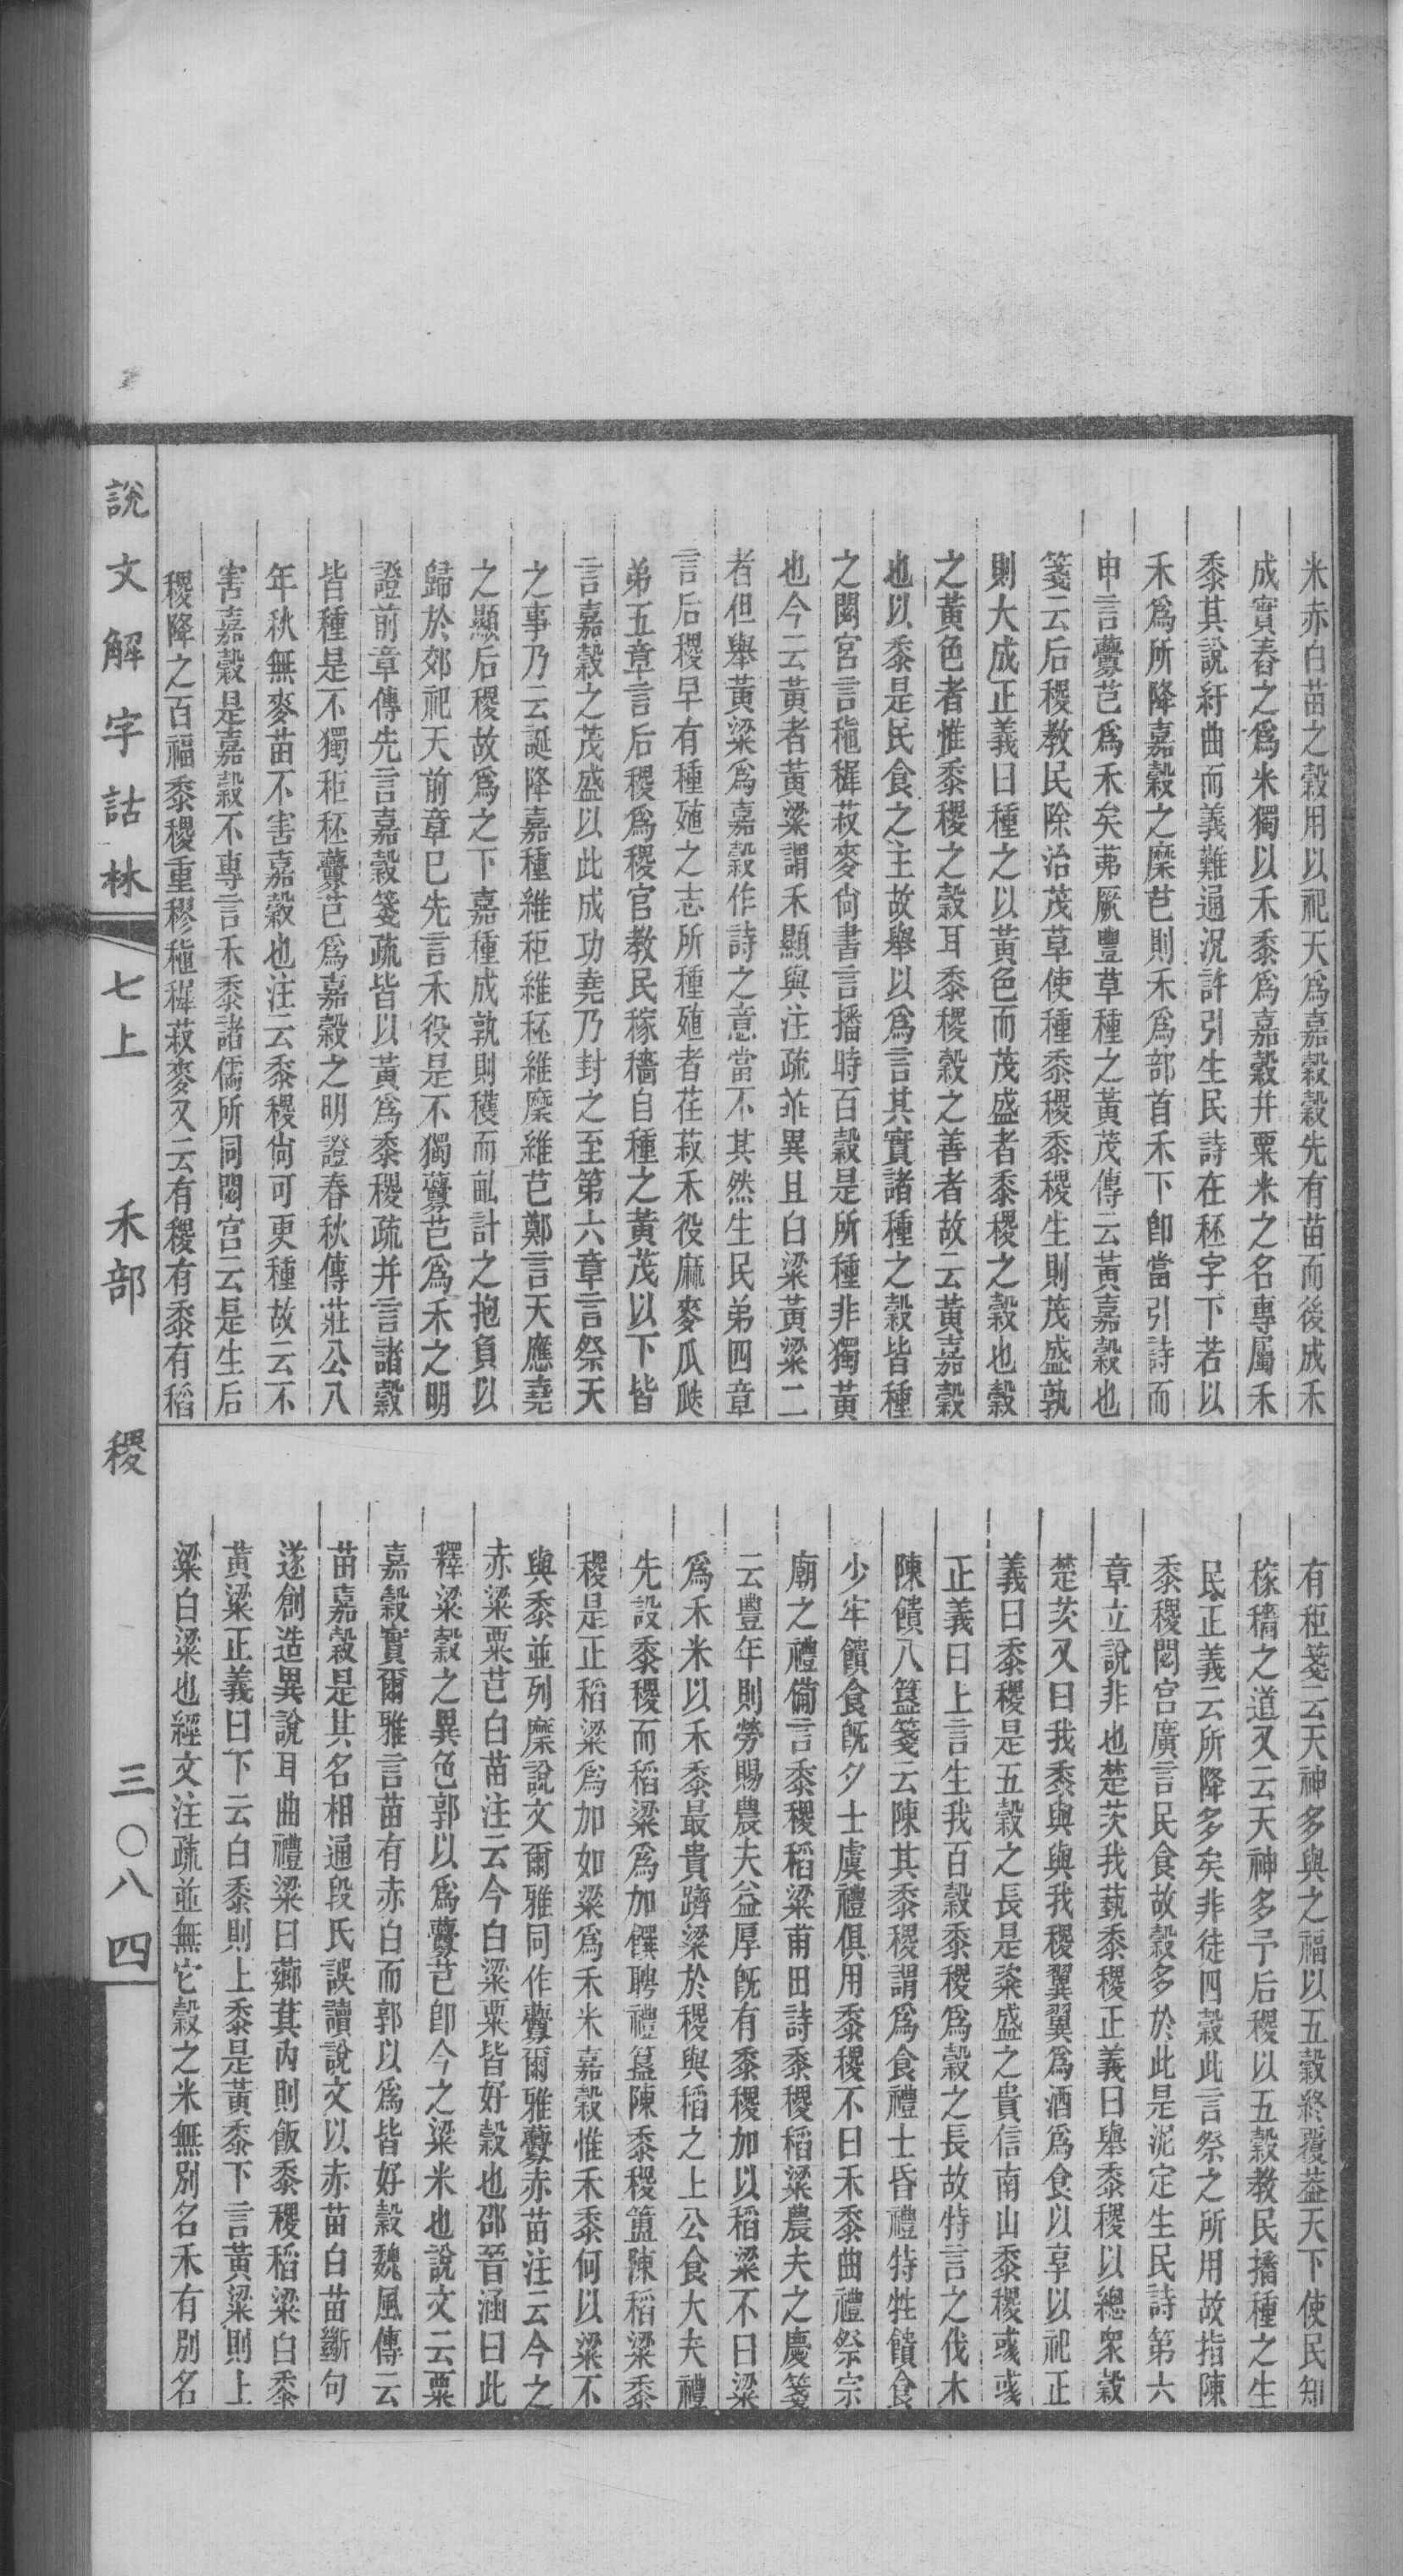 米赤白苗之穀用以祀天爲嘉穀穀先有苗而後成禾
成實舂之爲米獨以禾黍爲嘉穀幷粟米之名專屬禾
黍其說紆曲而義難通況許引生民詩在秠字下若以
禾爲所降嘉穀之穈芑則禾爲部首禾下卽當引詩而
申言虋芑爲禾矣茀厥豐草種之黃茂傳云黃嘉穀也
箋云后稷敎民除治茂草使種黍稷黍稷生則茂盛孰
則大成正義曰種之以黃色而茂盛者黍稷之穀也穀
之黃色者惟黍稷之穀耳黍稷穀之善者故云黃嘉穀
也以黍是民食之主故舉以爲言其實諸種之穀皆種
之閟宮言稙稺菽麥尙書言播時百穀是所種非獨黃
也今云黃者黃粱謂禾顯與注疏並異且白粱黃粱二
者但舉黃粱爲嘉穀作詩之意當不其然生民弟四章
言后稷早有種殖之志所種殖者荏菽禾役麻麥瓜瓞
弟五章言后稷爲稷官敎民稼穡自種之黃茂以下皆
言嘉穀之茂盛以此成功堯乃封之至第六章言祭天
之事乃云誕降嘉種維秬維秠維穈維芑鄭言天應堯
之顯后稷故爲之下嘉種成孰則穫而畝計之抱負以
歸於郊祀天前章已先言禾役是不獨虋芑爲禾之明
證前章傳先言嘉穀箋疏皆以黃爲黍稷疏幷言諸穀
皆種是不獨秬秠虋芑爲嘉穀之明證春秋傳莊公八
年秋無麥苗不害嘉穀也注云黍稷尙可更種故云不
害嘉穀是嘉穀不專言禾黍諸儒所同閟宮云是生后
稷降之百福黍稷重穋稙稺菽麥又云有稷有黍有稻
有秬箋云天神多與之福以五穀終覆蓋天下使民知
稼穡之道又云天神多予后稷以五穀敎民播種之生
民正義云所降多矣非徒四穀此言祭之所用故指陳
黍稷閟宮廣言民食故穀多於此是泥定生民詩第六
章立說非也楚茨我蓺黍稷正義曰舉黍稷以總衆穀
楚茨又曰我黍與與我稷翼翼爲酒爲食以享以祀正
義曰黍稷是五穀之長是粢盛之貴信南山黍稷彧彧
正義曰上言生我百穀黍稷爲穀之長故特言之伐木
陳饋八簋箋云陳其黍稷謂爲食禮士昏禮特牲饋食
少牢饋食旣夕士虞禮俱用黍稷不曰禾黍曲禮祭宗
廟之禮備言黍稷稻粱甫田詩黍稷稻粱農夫之慶箋
云豐年則勞賜農夫益厚旣有黍稷加以稻粱不曰粱
爲禾米以禾黍最貴躋粱於稷與稻之上公食大夫禮
先設黍稷而稻粱爲加饌聘禮簋陳黍稷簠陳稻粱黍
稷是正稻粱爲加如粱爲禾米嘉穀惟禾黍何以粱不
與黍並列穈說文爾雅同作虋爾雅虋赤苗注云今之
赤粱粟芑白苗注云今白粱粟皆好穀也邵晉涵曰此
釋粱穀之異色郭以爲虋芑卽今之粱米也說文云粟
嘉穀實爾雅言苗有赤白而郭以爲皆好穀魏風傳云
苗嘉穀是其名相通段氏誤讀說文以赤苗白苗斷句
遂創造異說耳曲禮粱曰薌萁內則飯黍稷稻粱白黍
黃粱正義曰下云白黍則上黍是黃黍下言黃粱則上
粱白粱也經文注疏並無它穀之米無別名禾有別名
說文解字詁林 七上 禾部 稷 三〇八四